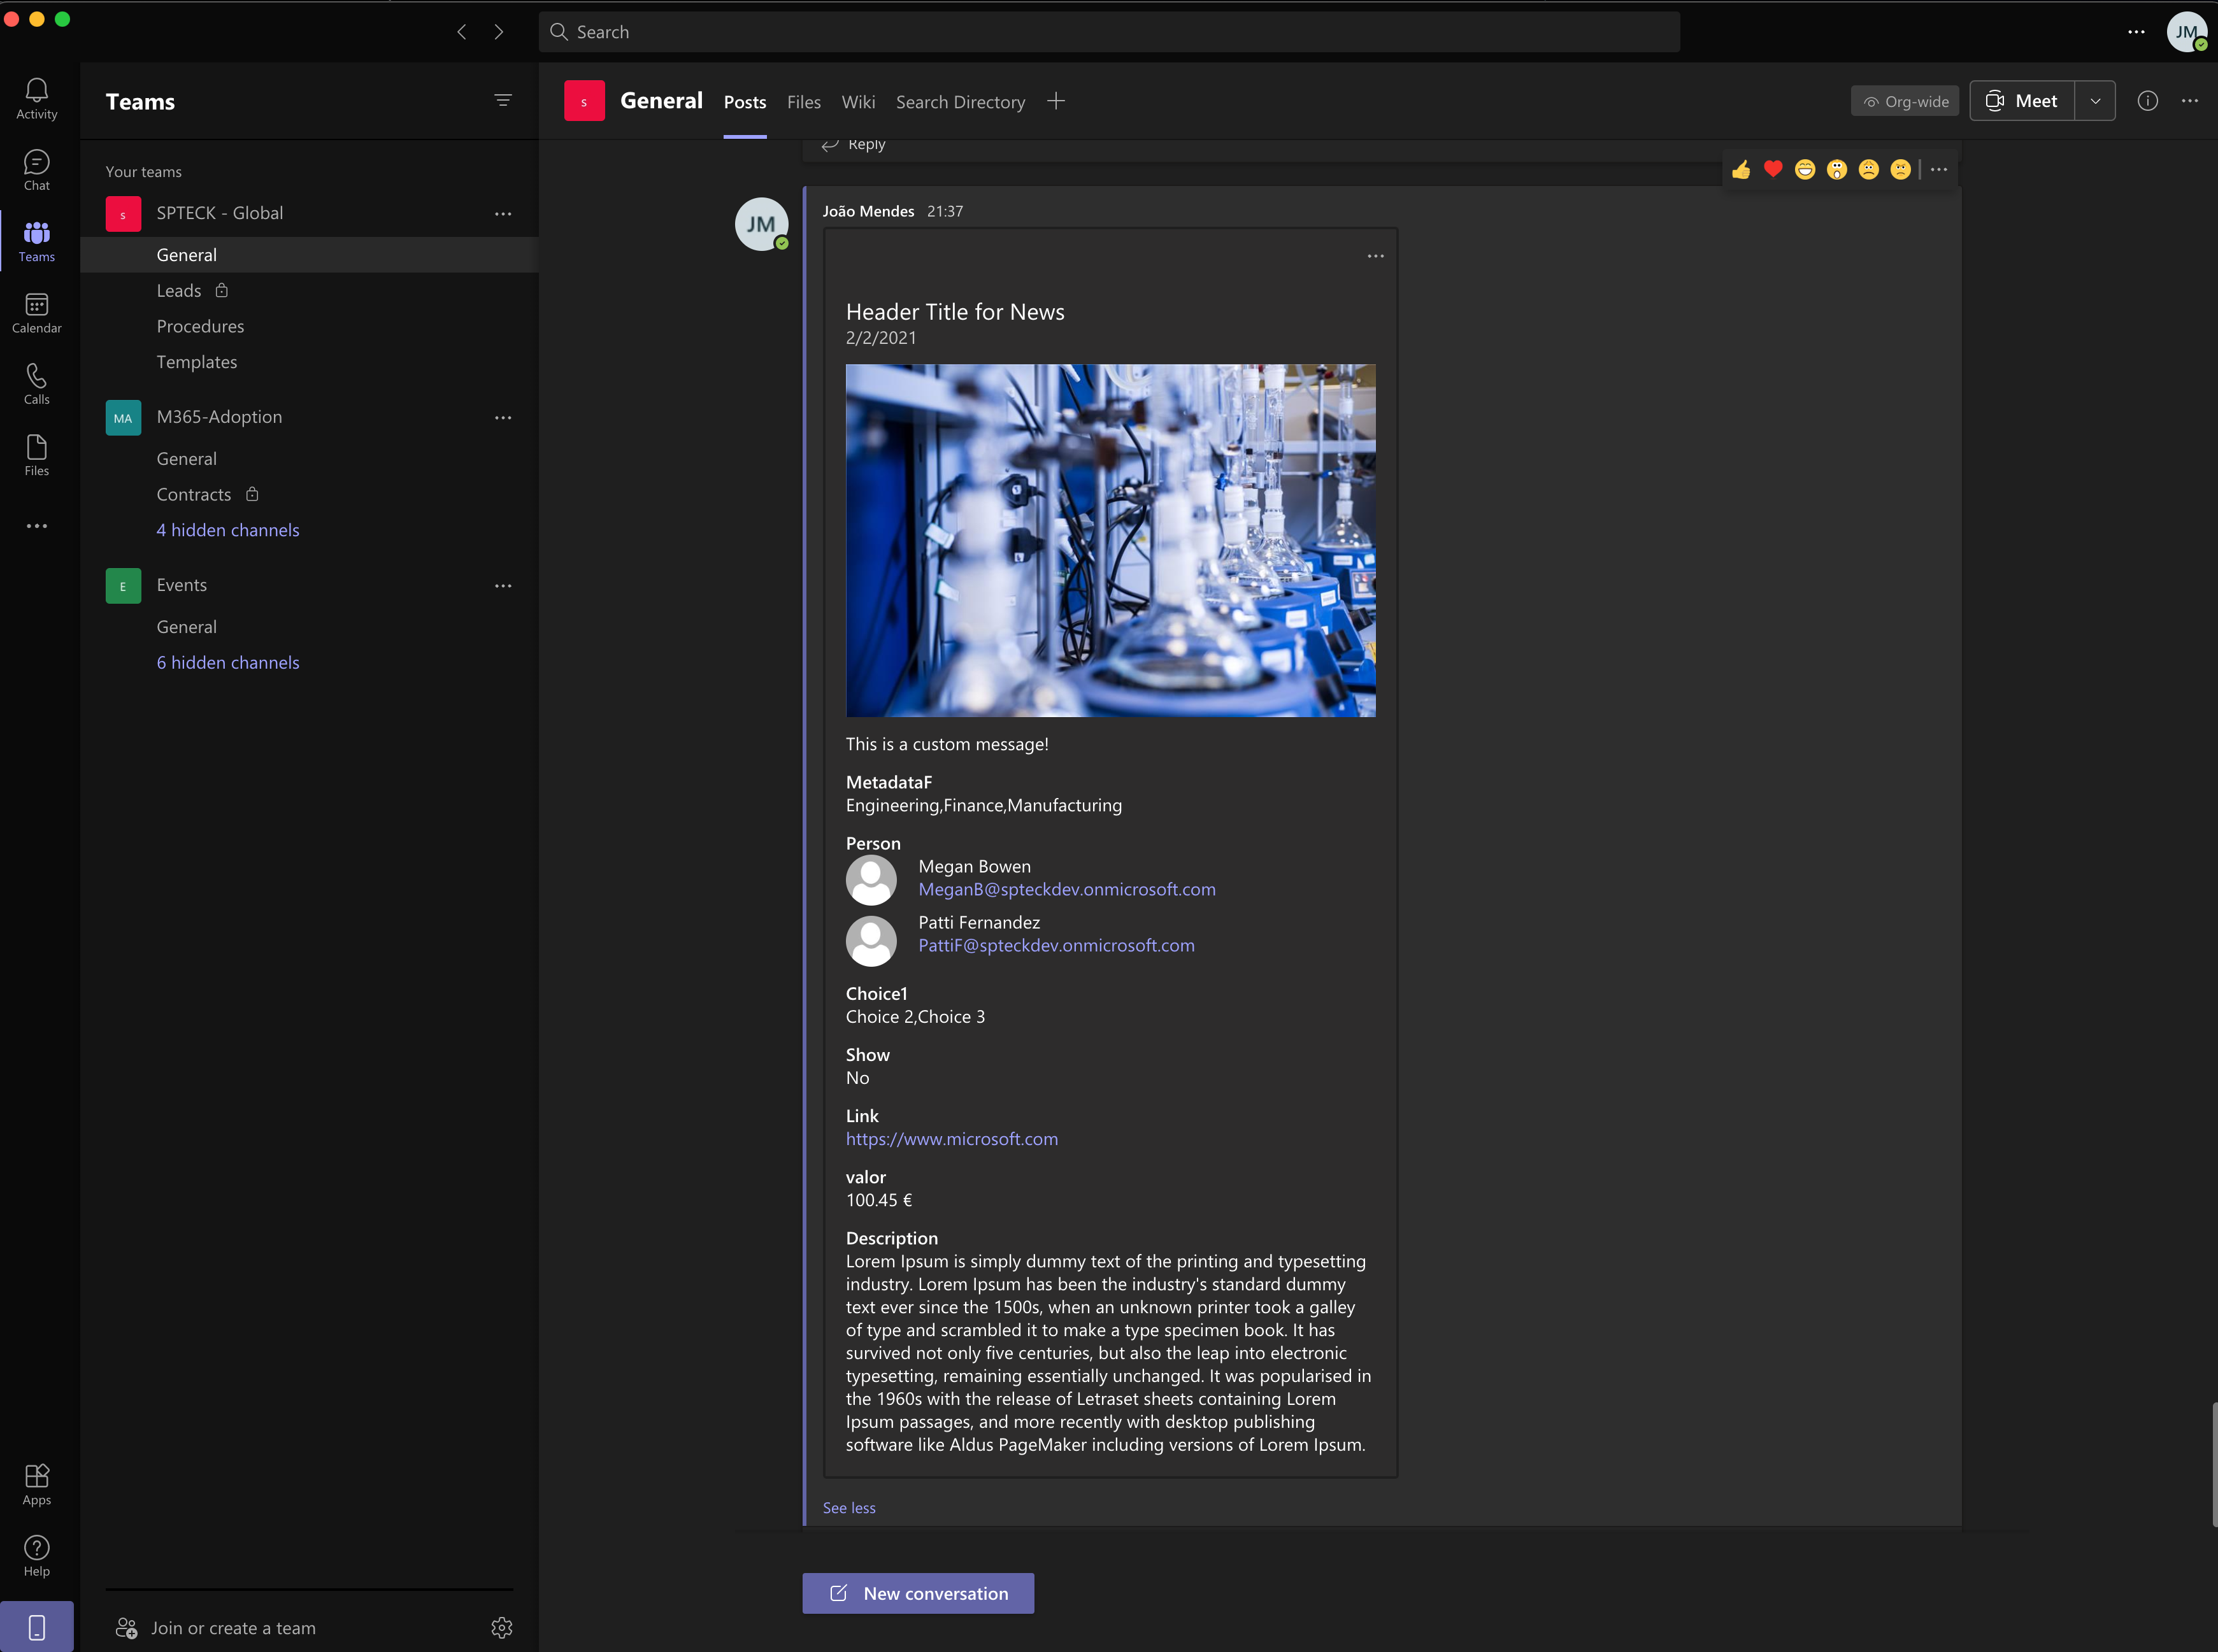 Search
JM
Activity
Chat
Teams
Calendar
Calls
Files
Apps
Help
Teams
Your teams
s SPTECK - Global
General
Leads
Procedures
Templates
MA M365-Adoption
General
Contracts
4 hidden channels
E Events
General
6 hidden channels
Join or create a team
s General Posts Files Wiki Search Directory
Org-wide Meet
Reply
JM João Mendes 21:37
Header Title for News
2/2/2021
This is a custom message!
MetadataF
Engineering,Finance,Manufacturing
Person
Megan Bowen
MeganB@spteckdev.onmicrosoft.com
Patti Fernandez
PattiF@spteckdev.onmicrosoft.com
Choice1
Choice 2,Choice 3
Show
No
Link
https://www.microsoft.com
valor
100.45 €
Description
Lorem Ipsum is simply dummy text of the printing and typesetting
industry. Lorem Ipsum has been the industry's standard dummy
text ever since the 1500s, when an unknown printer took a galley
of type and scrambled it to make a type specimen book. It has
survived not only five centuries, but also the leap into electronic
typesetting, remaining essentially unchanged. It was popularised in
the 1960s with the release of Letraset sheets containing Lorem
Ipsum passages, and more recently with desktop publishing
software like Aldus PageMaker including versions of Lorem Ipsum.
See less
New conversation